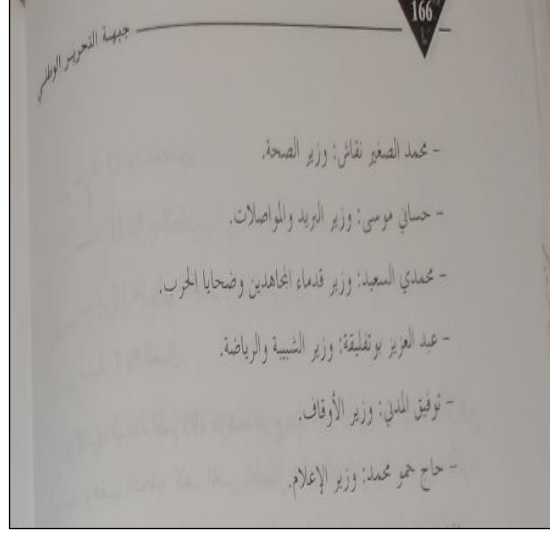 166
جبهة التحرير الوطني
- محمد الصغير نقاش: وزير الصحة.
- حساني موسى: وزير البريد والمواصلات.
- محمدي السعيد: وزير قدماء المجاهدين وضحايا الحرب.
- عبد العزيز بوتفليقة: وزير الشبيبة والرياضة.
- توفيق المدني: وزير الأوقاف.
- حاج حمو محمد: وزير الإعلام.